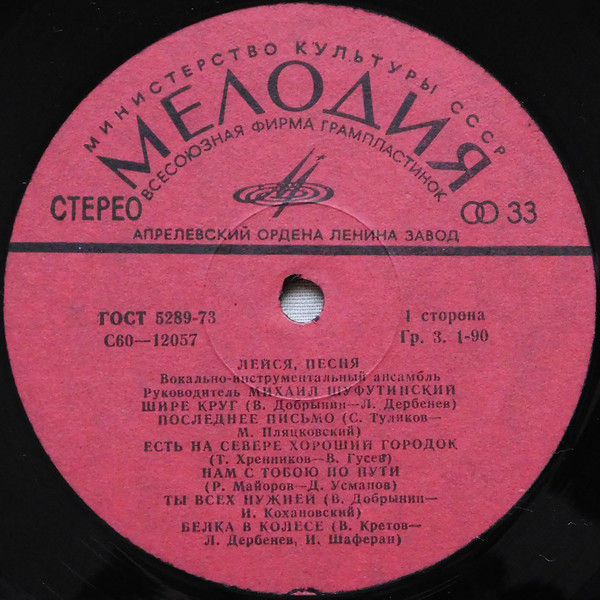 МИНИСТЕРСТВО КУЛЬТУРЫ СССР
МЕЛОДИЯ
ВСЕСОЮЗНАЯ ФИРМА ГРАМПЛАСТИНОК
СТЕРЕО 33
АПРЕЛЕВСКИЙ ОРДЕНА ЛЕНИНА ЗАВОД
ГОСТ 5289-73 1 сторона
С60—12057 Гр. 3. 1-90
ЛЕЙСЯ, ПЕСНЯ
Вокально-инструментальный ансамбль
Руководитель МИХАИЛ ШУФУТИНСКИЙ
ШИРЕ КРУГ (В. Добрынин—Л. Дербенев)
ПОСЛЕДНЕЕ ПИСЬМО (С. Туликов—
М. Пляцковский)
ЕСТЬ НА СЕВЕРЕ ХОРОШИЙ ГОРОДОК
(Т. Хренников—В. Гусев)
НАМ С ТОБОЮ ПО ПУТИ
(Р. Майоров—Д. Усманов)
ТЫ ВСЕХ НУЖНЕЙ (В. Добрынин—
И. Кохановский)
БЕЛКА В КОЛЕСЕ (В. Кретов—
Л. Дербенев, И. Шаферан)